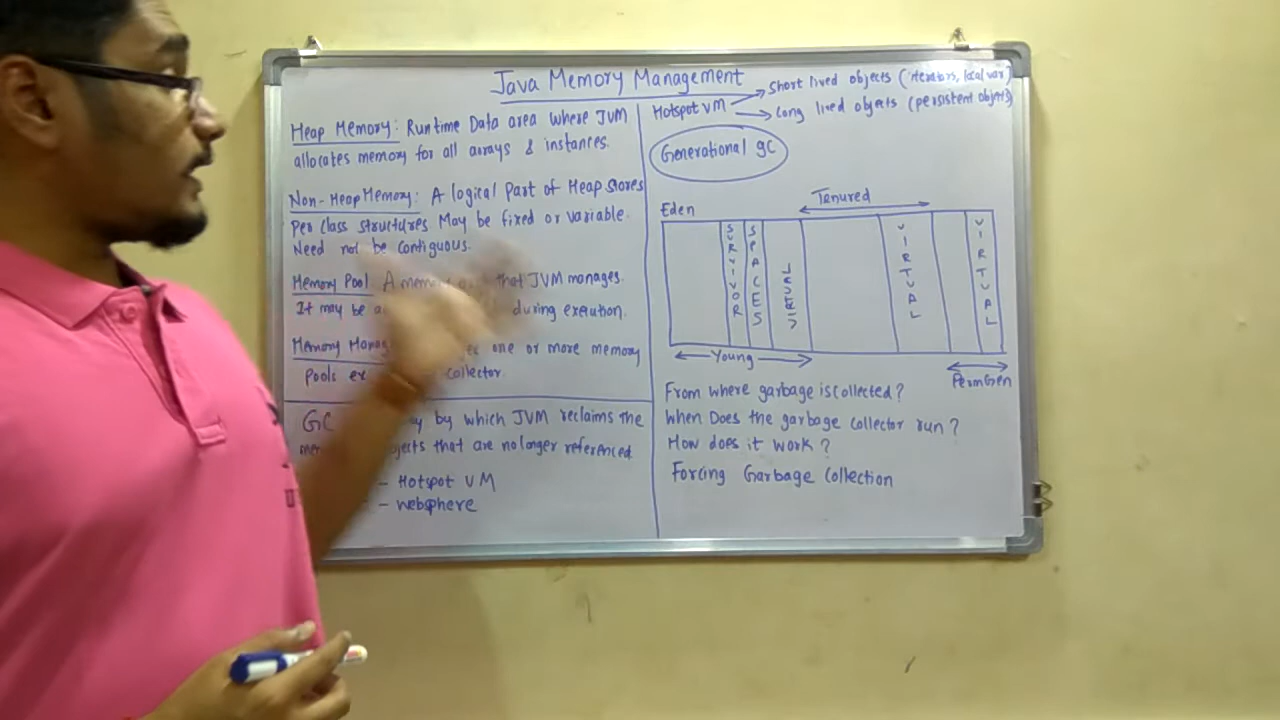 Java Memory Management
Heap Memory: Runtime Data area where JVM
allocates memory for all arrays & instances.
Non-Heap Memory: A logical part of Heap stores
Per class structures May be fixed or variable.
Need not be contiguous.
Memory Pool A that JVM manages.
It may be during execution.
Memory one or more memory
Pools collector.
GC by which JVM reclaims the
that are no longer referenced.
- Hotspot VM
- Websphere
Hotspot VM
Short lived objects (iterators, local var)
Long lived objects (persistent objects)
Generational GC
Tenured
Eden
SURVIVOR
SPACES
VIRTUAL
VIRTUAL
Young
PermGen
From where garbage is collected?
When Does the garbage collector run?
How does it work?
Forcing Garbage Collection